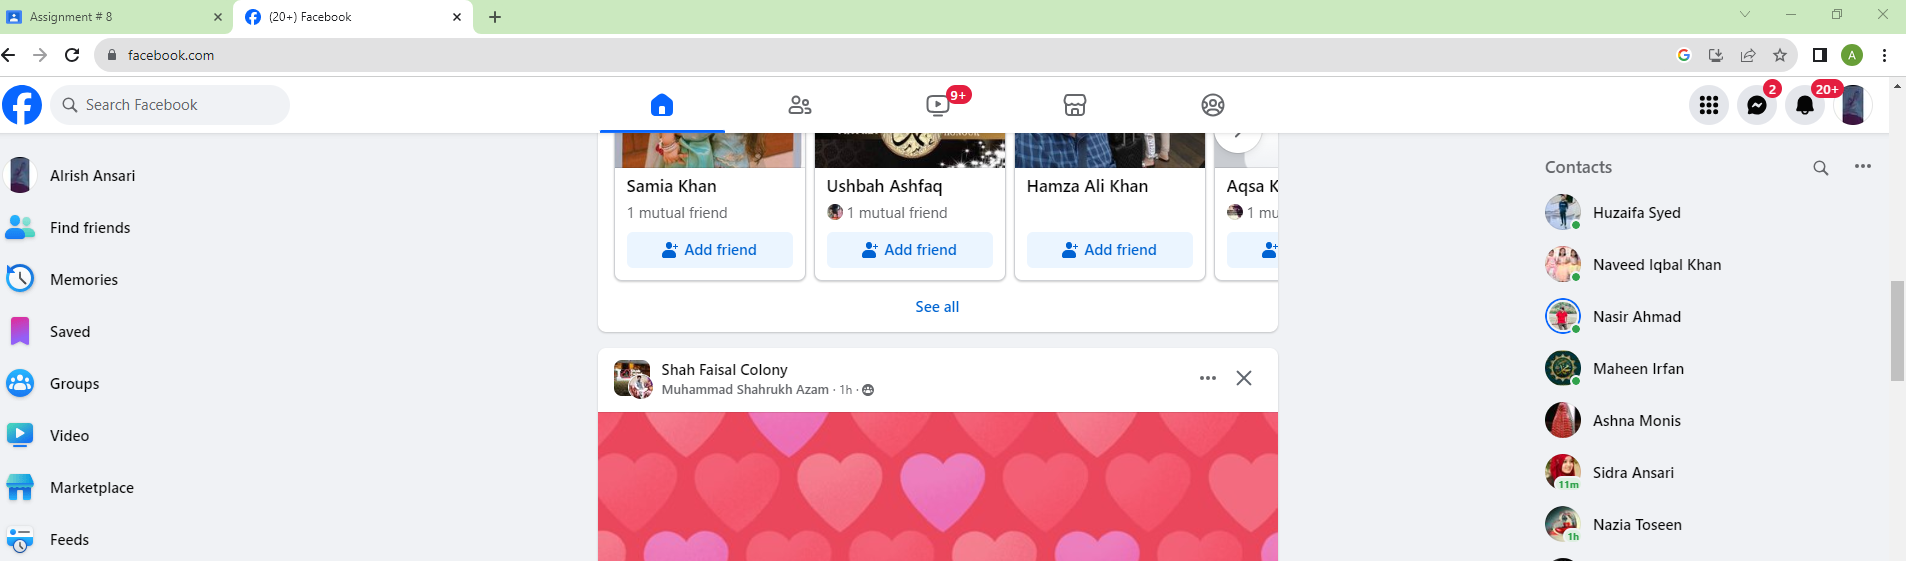 Assignment # 8
(20+) Facebook
facebook.com
A
Search Facebook
9+
2
20+
Alrish Ansari
Find friends
Memories
Saved
Groups
Video
Marketplace
Feeds
HONOUR
Samia Khan
1 mutual friend
Add friend
Ushbah Ashfaq
1 mutual friend
Add friend
Hamza Ali Khan
Add friend
Aqsa K
1 mu
See all
Shah Faisal Colony
Muhammad Shahrukh Azam · 1h ·
Contacts
Huzaifa Syed
Naveed Iqbal Khan
Nasir Ahmad
Maheen Irfan
Ashna Monis
Sidra Ansari
11m
Nazia Toseen
1h